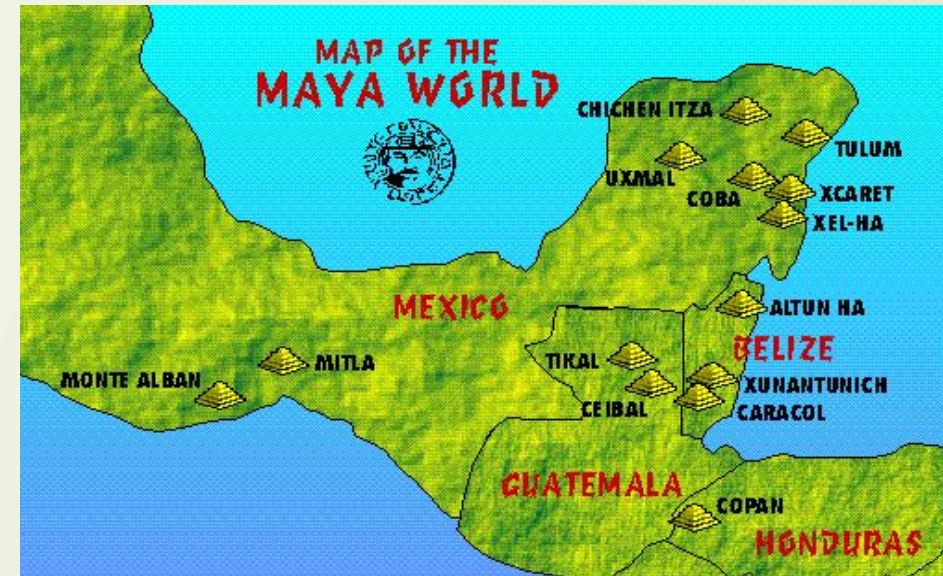 MAP OF THE
MAYA WORLD
CHICHEN ITZA
TULUM
UXMAL
COBA
XCARET
XEL-HA
MEXICO
ALTUN HA
BELIZE
TIKAL
MITLA
MONTE ALBAN
XUNANTUNICH
CEIBAL
CARACOL
GUATEMALA
COPAN
HONDURAS